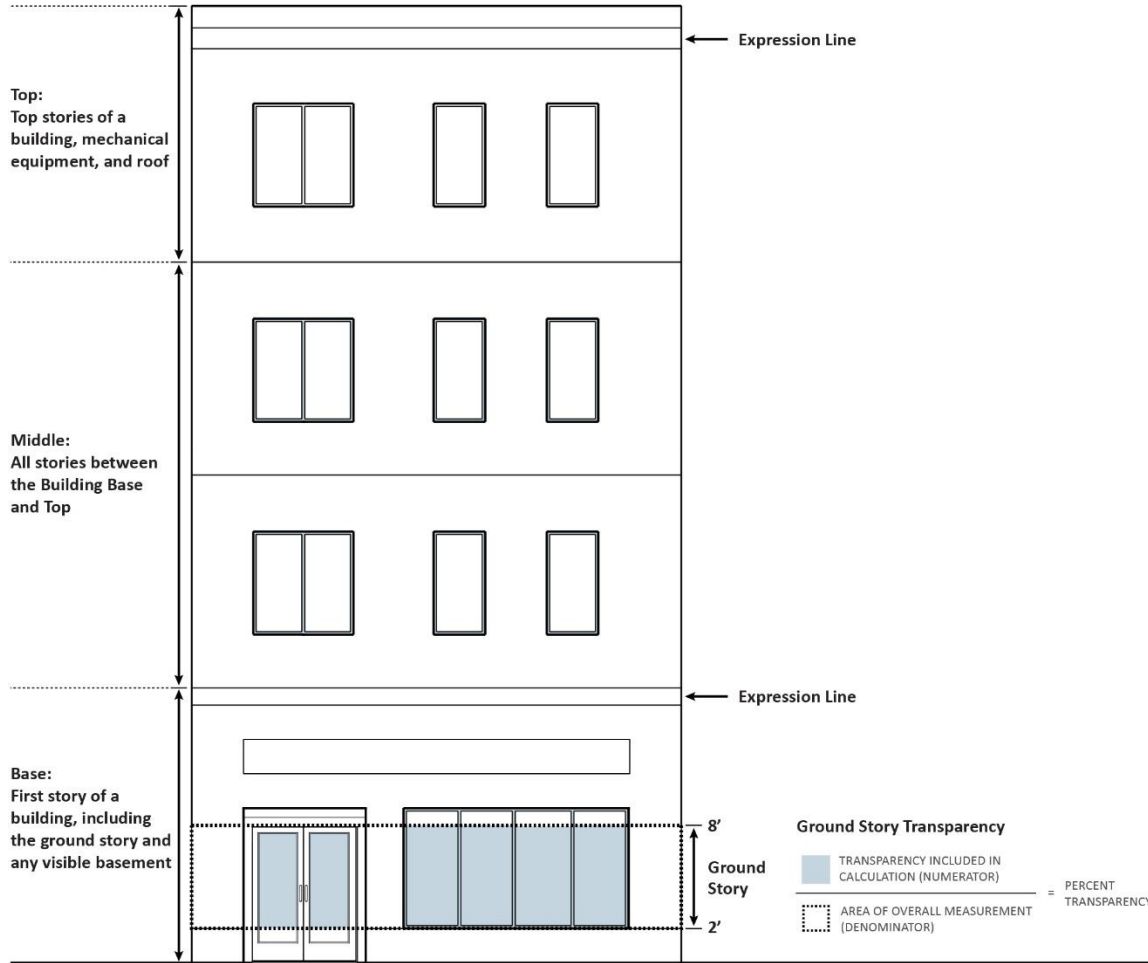 Expression Line
Top:
Top stories of a
building, mechanical
equipment, and roof
Middle:
All stories between
the Building Base
and Top
Expression Line
Base:
First story of a
building, including
the ground story and
any visible basement
8'
Ground
Story
2'
Ground Story Transparency
TRANSPARENCY INCLUDED IN
CALCULATION (NUMERATOR)
= PERCENT
TRANSPARENCY
AREA OF OVERALL MEASUREMENT
(DENOMINATOR)